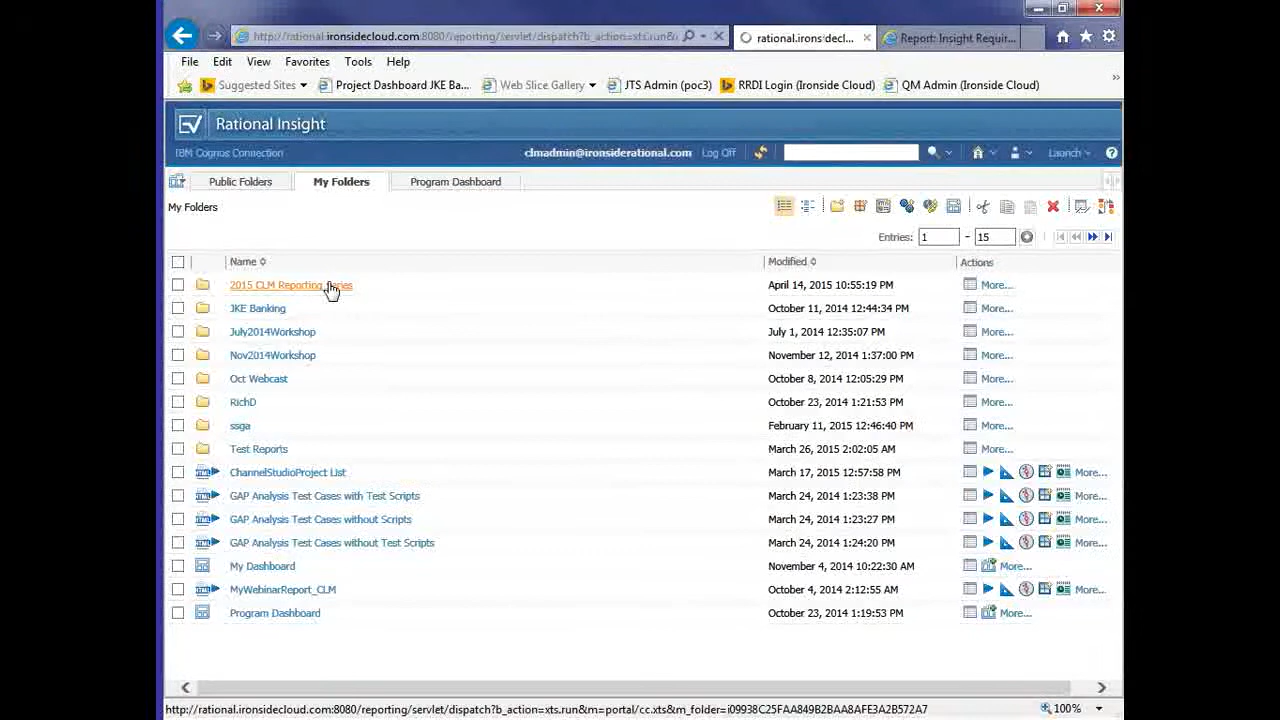 http://rational.ironsidecloud.com:8080/reporting/servlet/dispatch?b_action=xts.run&
rational.ironsidecl...
Report: Insight Requir...
File Edit View Favorites Tools Help
Suggested Sites Project Dashboard JKE Ba... Web Slice Gallery JTS Admin (poc3) RRDI Login (Ironside Cloud) QM Admin (Ironside Cloud)
Rational Insight
IBM Cognos Connection clmadmin@ironsiderational.com Log Off Launch
Public Folders My Folders Program Dashboard
My Folders
Entries: 1 - 15
Name Modified Actions
2015 CLM Reporting Series April 14, 2015 10:55:19 PM More...
JKE Banking October 11, 2014 12:44:34 PM More...
July2014Workshop July 1, 2014 12:35:07 PM More...
Nov2014Workshop November 12, 2014 1:37:00 PM More...
Oct Webcast October 8, 2014 12:05:29 PM More...
RichD October 23, 2014 1:21:53 PM More...
ssga February 11, 2015 12:46:40 PM More...
Test Reports March 26, 2015 2:02:05 AM More...
ChannelStudioProject List March 17, 2015 12:57:58 PM More...
GAP Analysis Test Cases with Test Scripts March 24, 2014 1:23:38 PM More...
GAP Analysis Test Cases without Scripts March 24, 2014 1:23:27 PM More...
GAP Analysis Test Cases without Test Scripts March 24, 2014 1:24:20 PM More...
My Dashboard November 4, 2014 10:22:30 AM More...
MyWebinarReport_CLM October 4, 2014 2:12:55 AM More...
Program Dashboard October 23, 2014 1:19:53 PM More...
http://rational.ironsidecloud.com:8080/reporting/servlet/dispatch?b_action=xts.run&m=portal/cc.xts&m_folder=i09938C25FAA849B2BAA8AFE3A2B572A7
100%